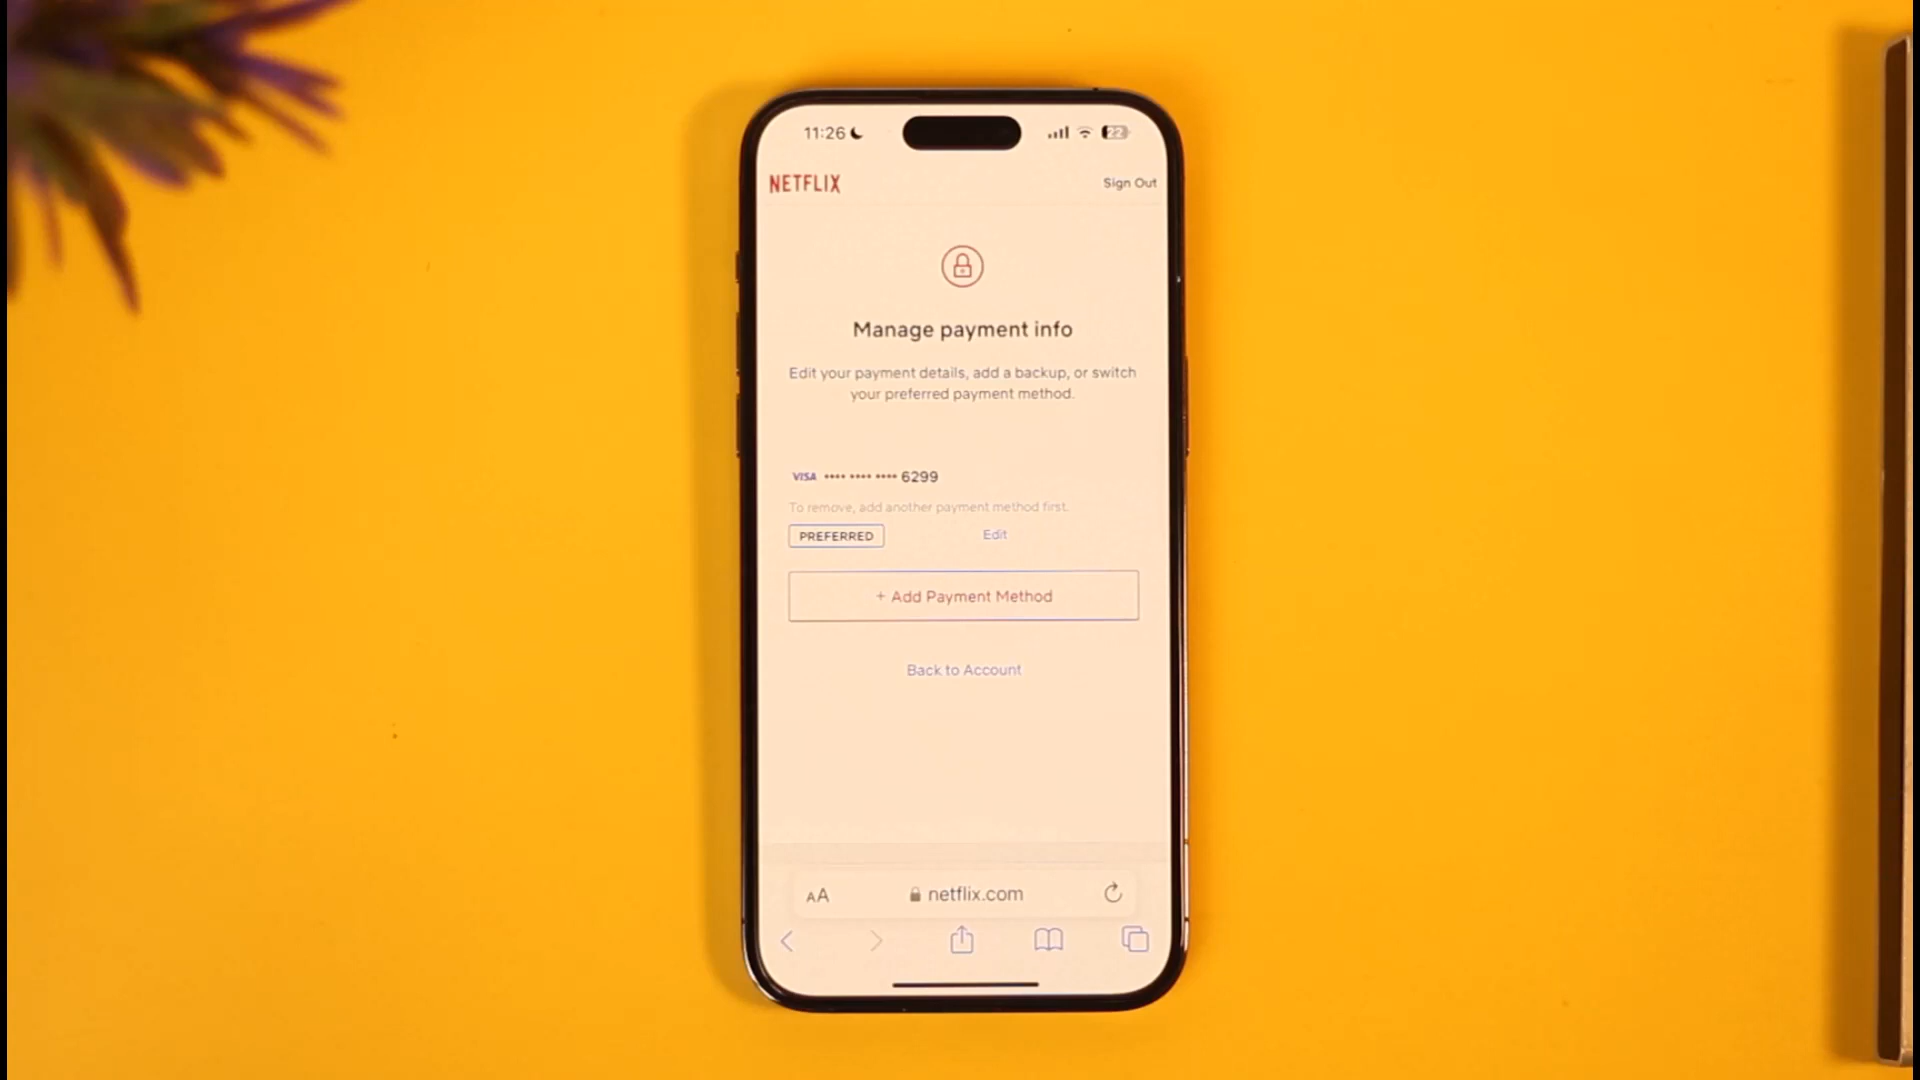 11:26
22
NETFLIX
Sign Out
Manage payment info
Edit your payment details, add a backup, or switch
your preferred payment method.
VISA •••• •••• •••• 6299
To remove, add another payment method first.
PREFERRED
Edit
+ Add Payment Method
Back to Account
AA
netflix.com